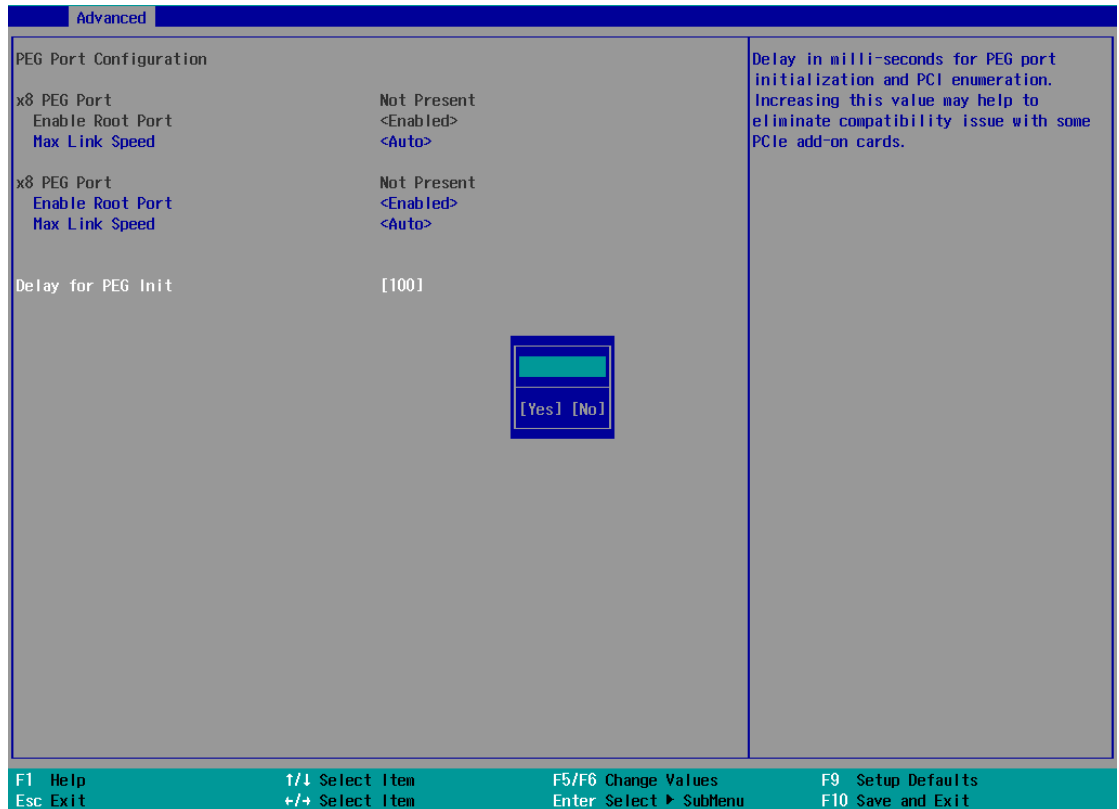 Advanced
PEG Port Configuration
x8 PEG Port Not Present
Enable Root Port <Enabled>
Max Link Speed <Auto>
x8 PEG Port Not Present
Enable Root Port <Enabled>
Max Link Speed <Auto>
Delay for PEG Init [100]
Delay in milli-seconds for PEG port
initialization and PCI enumeration.
Increasing this value may help to
eliminate compatibility issue with some
PCIe add-on cards.
[Yes] [No]
F1 Help ↑/↓ Select Item F5/F6 Change Values F9 Setup Defaults
Esc Exit ←/→ Select Item Enter Select ▶ SubMenu F10 Save and Exit